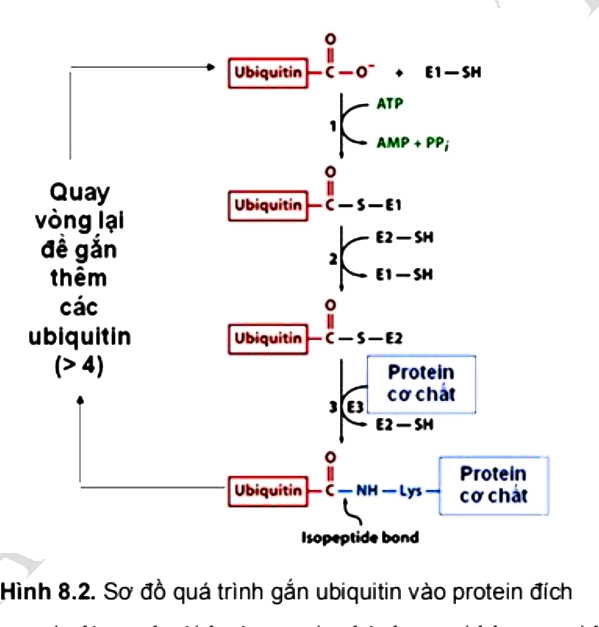 O
Ubiquitin — C — O⁻ + E1 — SH
ATP
1
AMP + PPi
O
Ubiquitin — C — S — E1
E2 — SH
2
E1 — SH
O
Ubiquitin — C — S — E2
Protein
cơ chất
3 E3
E2 — SH
O
Ubiquitin — C — NH — Lys — Protein
cơ chất
Isopeptide bond
Quay
vòng lại
để gắn
thêm
các
ubiquitin
(> 4)
Hình 8.2. Sơ đồ quá trình gắn ubiquitin vào protein đích